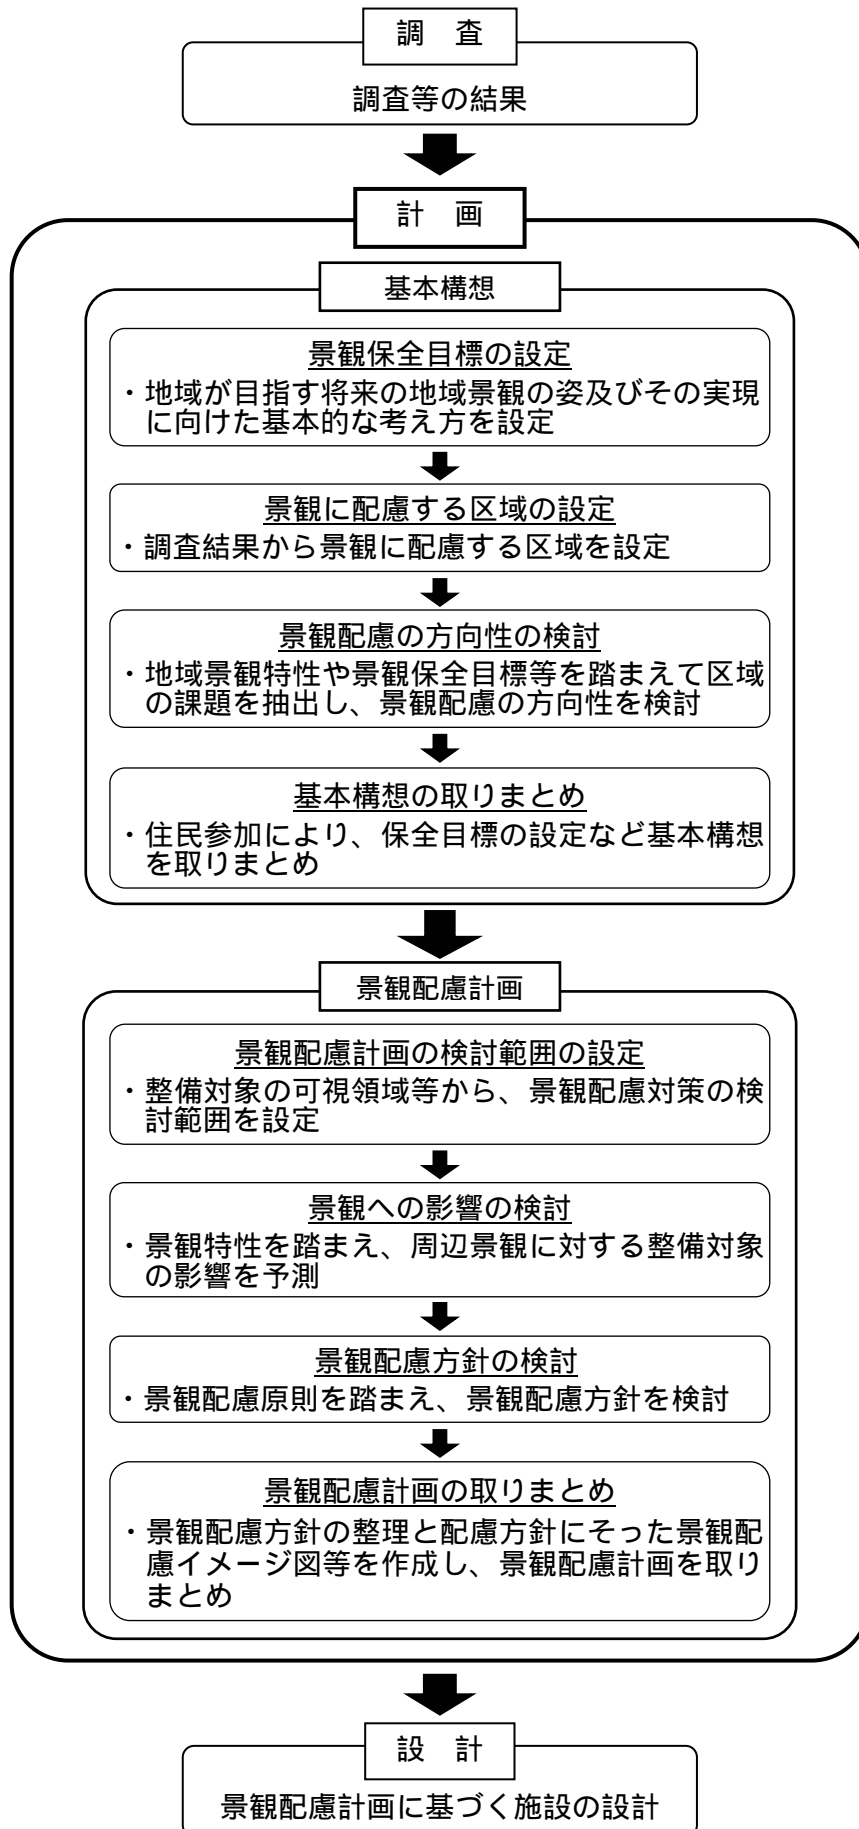 調　査
調査等の結果
計　画
基本構想
景観保全目標の設定
・地域が目指す将来の地域景観の姿及びその実現
に向けた基本的な考え方を設定
景観に配慮する区域の設定
・調査結果から景観に配慮する区域を設定
景観配慮の方向性の検討
・地域景観特性や景観保全目標等を踏まえて区域
の課題を抽出し、景観配慮の方向性を検討
基本構想の取りまとめ
・住民参加により、保全目標の設定など基本構想
を取りまとめ
景観配慮計画
景観配慮計画の検討範囲の設定
・整備対象の可視領域等から、景観配慮対策の検
討範囲を設定
景観への影響の検討
・景観特性を踏まえ、周辺景観に対する整備対象
の影響を予測
景観配慮方針の検討
・景観配慮原則を踏まえ、景観配慮方針を検討
景観配慮計画の取りまとめ
・景観配慮方針の整理と配慮方針にそった景観配
慮イメージ図等を作成し、景観配慮計画を取り
まとめ
設　計
景観配慮計画に基づく施設の設計